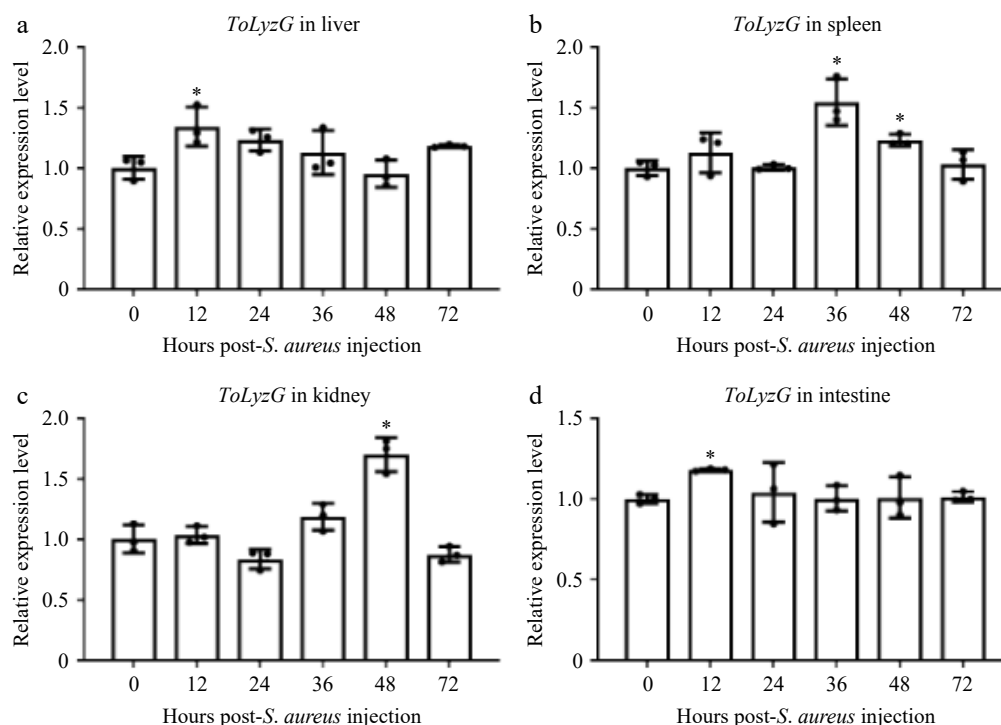 a
ToLyzG in liver
Relative expression level
2.0
1.5
1.0
0.5
0
*
0 12 24 36 48 72
Hours post-S. aureus injection
b
ToLyzG in spleen
Relative expression level
2.0
1.5
1.0
0.5
0
*
*
0 12 24 36 48 72
Hours post-S. aureus injection
c
ToLyzG in kidney
Relative expression level
2.0
1.5
1.0
0.5
0
*
0 12 24 36 48 72
Hours post-S. aureus injection
d
ToLyzG in intestine
Relative expression level
1.5
1.0
0.5
0
*
0 12 24 36 48 72
Hours post-S. aureus injection